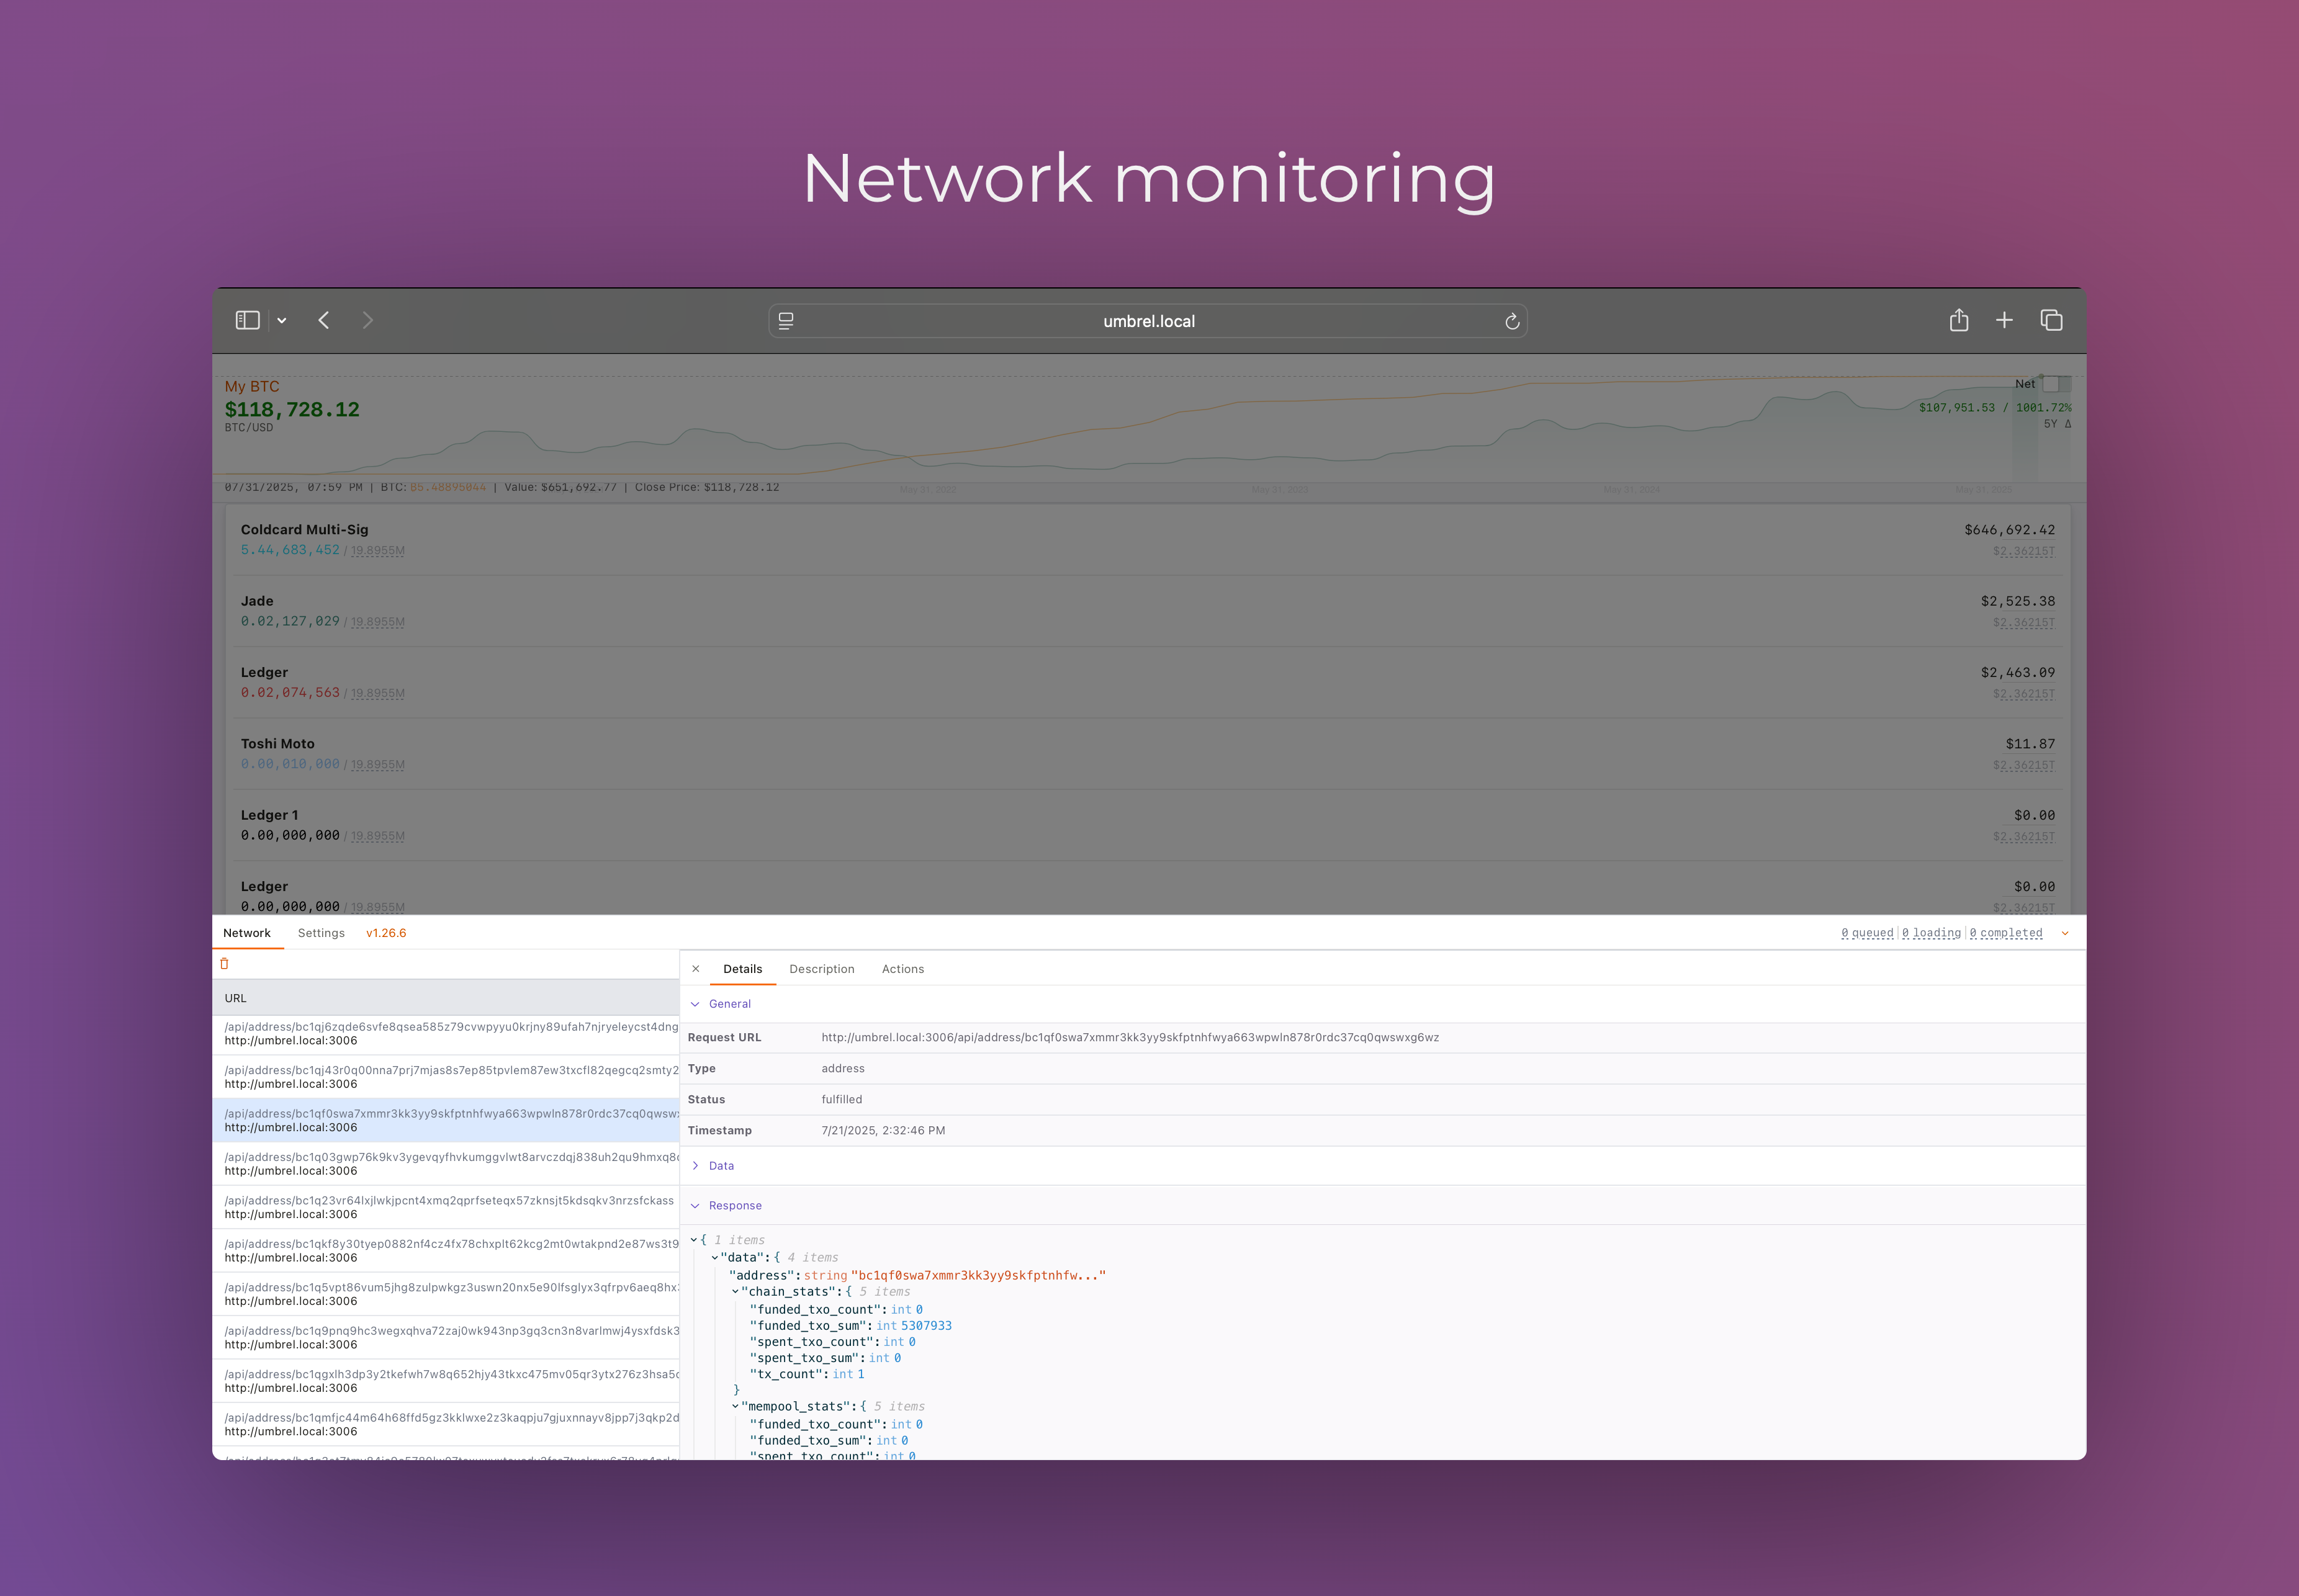 Network monitoring
umbrel.local
My BTC
Net
$118,728.12
$107,951.53 / 1001.72%
BTC/USD
5Y Δ
07/31/2025, 07:59 PM | BTC: ₿5.48895044 | Value: $651,692.77 | Close Price: $118,728.12
May 31, 2022
May 31, 2023
May 31, 2024
May 31, 2025
Coldcard Multi-Sig
$646,692.42
5.44,683,452 / 19.8955M
$2.36215T
Jade
$2,525.38
0.02,127,029 / 19.8955M
$2.36215T
Ledger
$2,463.09
0.02,074,563 / 19.8955M
$2.36215T
Toshi Moto
$11.87
0.00,010,000 / 19.8955M
$2.36215T
Ledger 1
$0.00
0.00,000,000 / 19.8955M
$2.36215T
Ledger
$0.00
0.00,000,000 / 19.8955M
$2.36215T
Network Settings v1.26.6
0 queued | 0 loading | 0 completed
URL
/api/address/bc1qj6zqde6svfe8qsea585z79cvwpyyu0krjny89ufah7njryeleycst4dng
http://umbrel.local:3006
/api/address/bc1qj43r0q00nna7prj7mjas8s7ep85tpvlem87ew3txcfl82qegcq2smty2
http://umbrel.local:3006
/api/address/bc1qf0swa7xmmr3kk3yy9skfptnhfwya663wpwln878r0rdc37cq0qwsw
http://umbrel.local:3006
/api/address/bc1q03gwp76k9kv3ygevqyfhvkumggvlwt8arvczdqj838uh2qu9hmxq8
http://umbrel.local:3006
/api/address/bc1q23vr64lxjlwkjpcnt4xmq2qprfseteqx57zknsjt5kdsqkv3nrzsfckass
http://umbrel.local:3006
/api/address/bc1qkf8y30tyep0882nf4cz4fx78chxplt62kcg2mt0wtakpnd2e87ws3t9
http://umbrel.local:3006
/api/address/bc1q5vpt86vum5jhg8zulpwkgz3uswn20nx5e90lfsglyx3qfrpv6aeq8hx
http://umbrel.local:3006
/api/address/bc1q9pnq9hc3wegxqhva72zaj0wk943np3gq3cn3n8varlmwj4ysxfdsk3
http://umbrel.local:3006
/api/address/bc1qgxlh3dp3y2tkefwh7w8q652hjy43tkxc475mv05qr3ytx276z3hsa5
http://umbrel.local:3006
/api/address/bc1qmfjc44m64h68ffd5gz3kklwxe2z3kaqpju7gjuxnnayv8jpp7j3qkp2d
http://umbrel.local:3006
Details Description Actions
General
Request URL http://umbrel.local:3006/api/address/bc1qf0swa7xmmr3kk3yy9skfptnhfwya663wpwln878r0rdc37cq0qwswxg6wz
Type address
Status fulfilled
Timestamp 7/21/2025, 2:32:46 PM
Data
Response
{ 1 items
"data": { 4 items
"address": string "bc1qf0swa7xmmr3kk3yy9skfptnhfw..."
"chain_stats": { 5 items
"funded_txo_count": int 0
"funded_txo_sum": int 5307933
"spent_txo_count": int 0
"spent_txo_sum": int 0
"tx_count": int 1
}
"mempool_stats": { 5 items
"funded_txo_count": int 0
"funded_txo_sum": int 0
"spent_txo_count": int 0